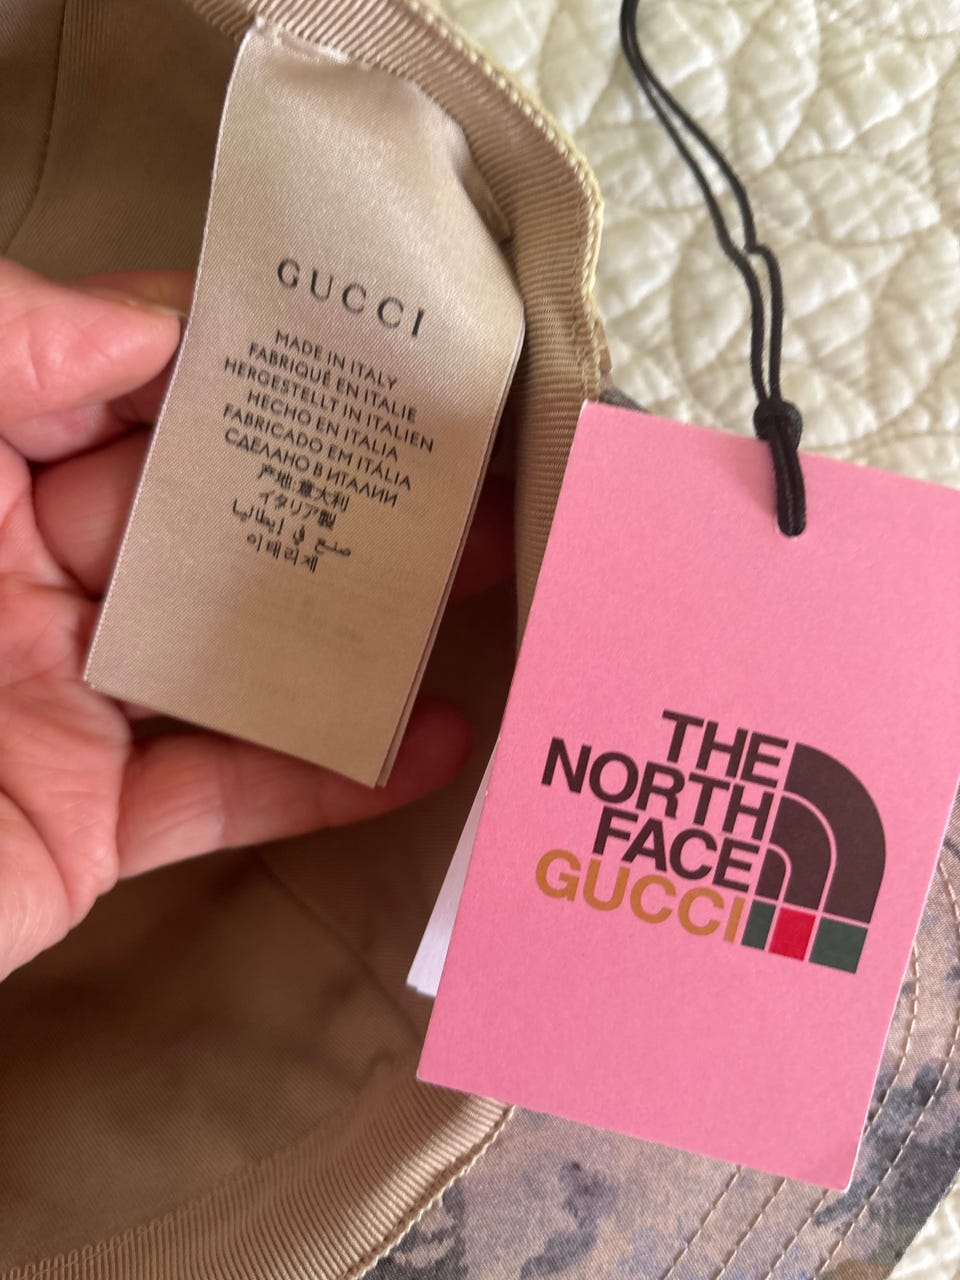 GUCCI
MADE IN ITALY
FABRIQUÉ EN ITALIE
HERGESTELLT IN ITALIEN
HECHO EN ITALIA
FABRICADO EM ITÁLIA
СДЕЛАНО В ИТАЛИИ
产地:意大利
イタリア製
صنع في إيطاليا
이태리제
THE
NORTH
FACE
GUCCI